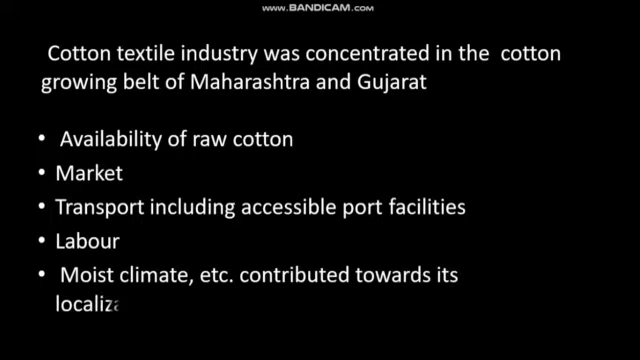 www.BANDICAM.com
Cotton textile industry was concentrated in the cotton
growing belt of Maharashtra and Gujarat
• Availability of raw cotton
• Market
• Transport including accessible port facilities
• Labour
• Moist climate, etc. contributed towards its
localiza